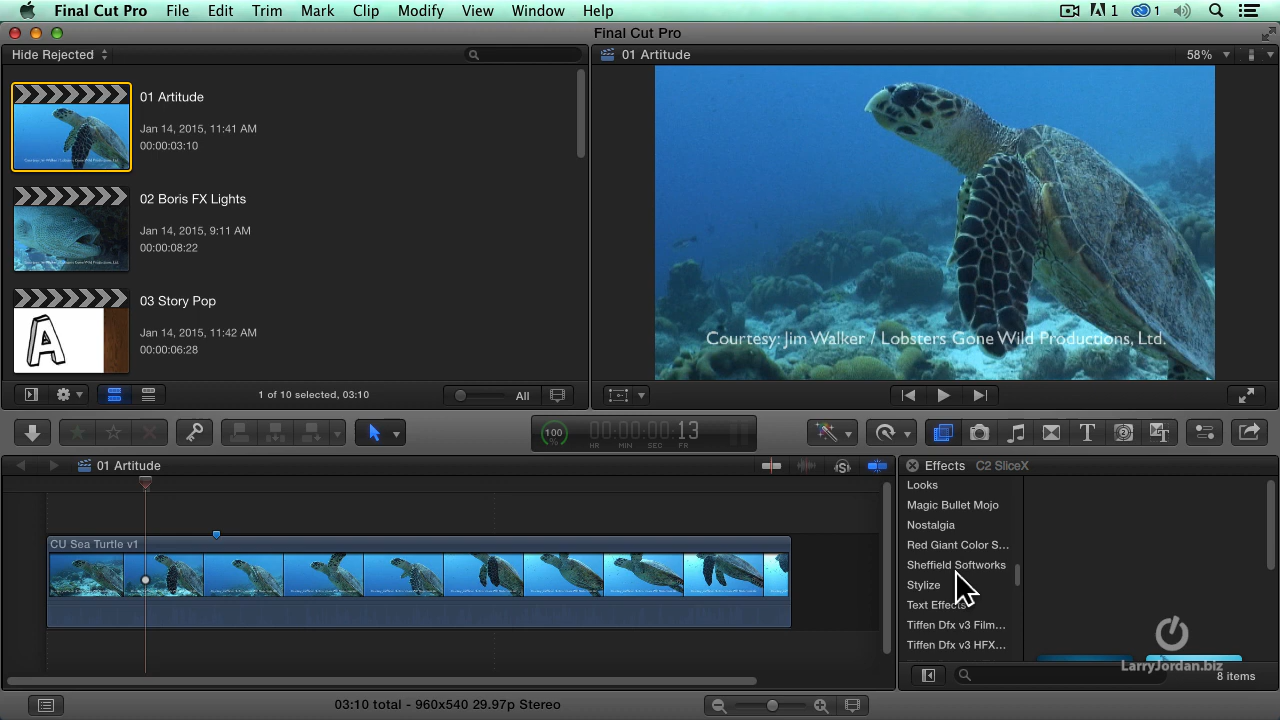 Final Cut Pro File Edit Trim Mark Clip Modify View Window Help 1 1
Final Cut Pro
Hide Rejected
01 Artitude 58%
01 Artitude
Jan 14, 2015, 11:41 AM
00:00:03:10
02 Boris FX Lights
Jan 14, 2015, 9:11 AM
00:00:08:22
03 Story Pop
Jan 14, 2015, 11:42 AM
00:00:06:28
A
Courtesy: Jim Walker / Lobsters Gone Wild Productions, Ltd.
1 of 10 selected, 03:10 All
100 % 00:00:00:13
HR MIN SEC FR
01 Artitude
CU Sea Turtle v1
Effects C2 SliceX
Looks
Magic Bullet Mojo
Nostalgia
Red Giant Color S...
Sheffield Softworks
Stylize
Text Effects
Tiffen Dfx v3 Film...
Tiffen Dfx v3 HFX...
LarryJordan.biz
8 items
03:10 total - 960x540 29.97p Stereo